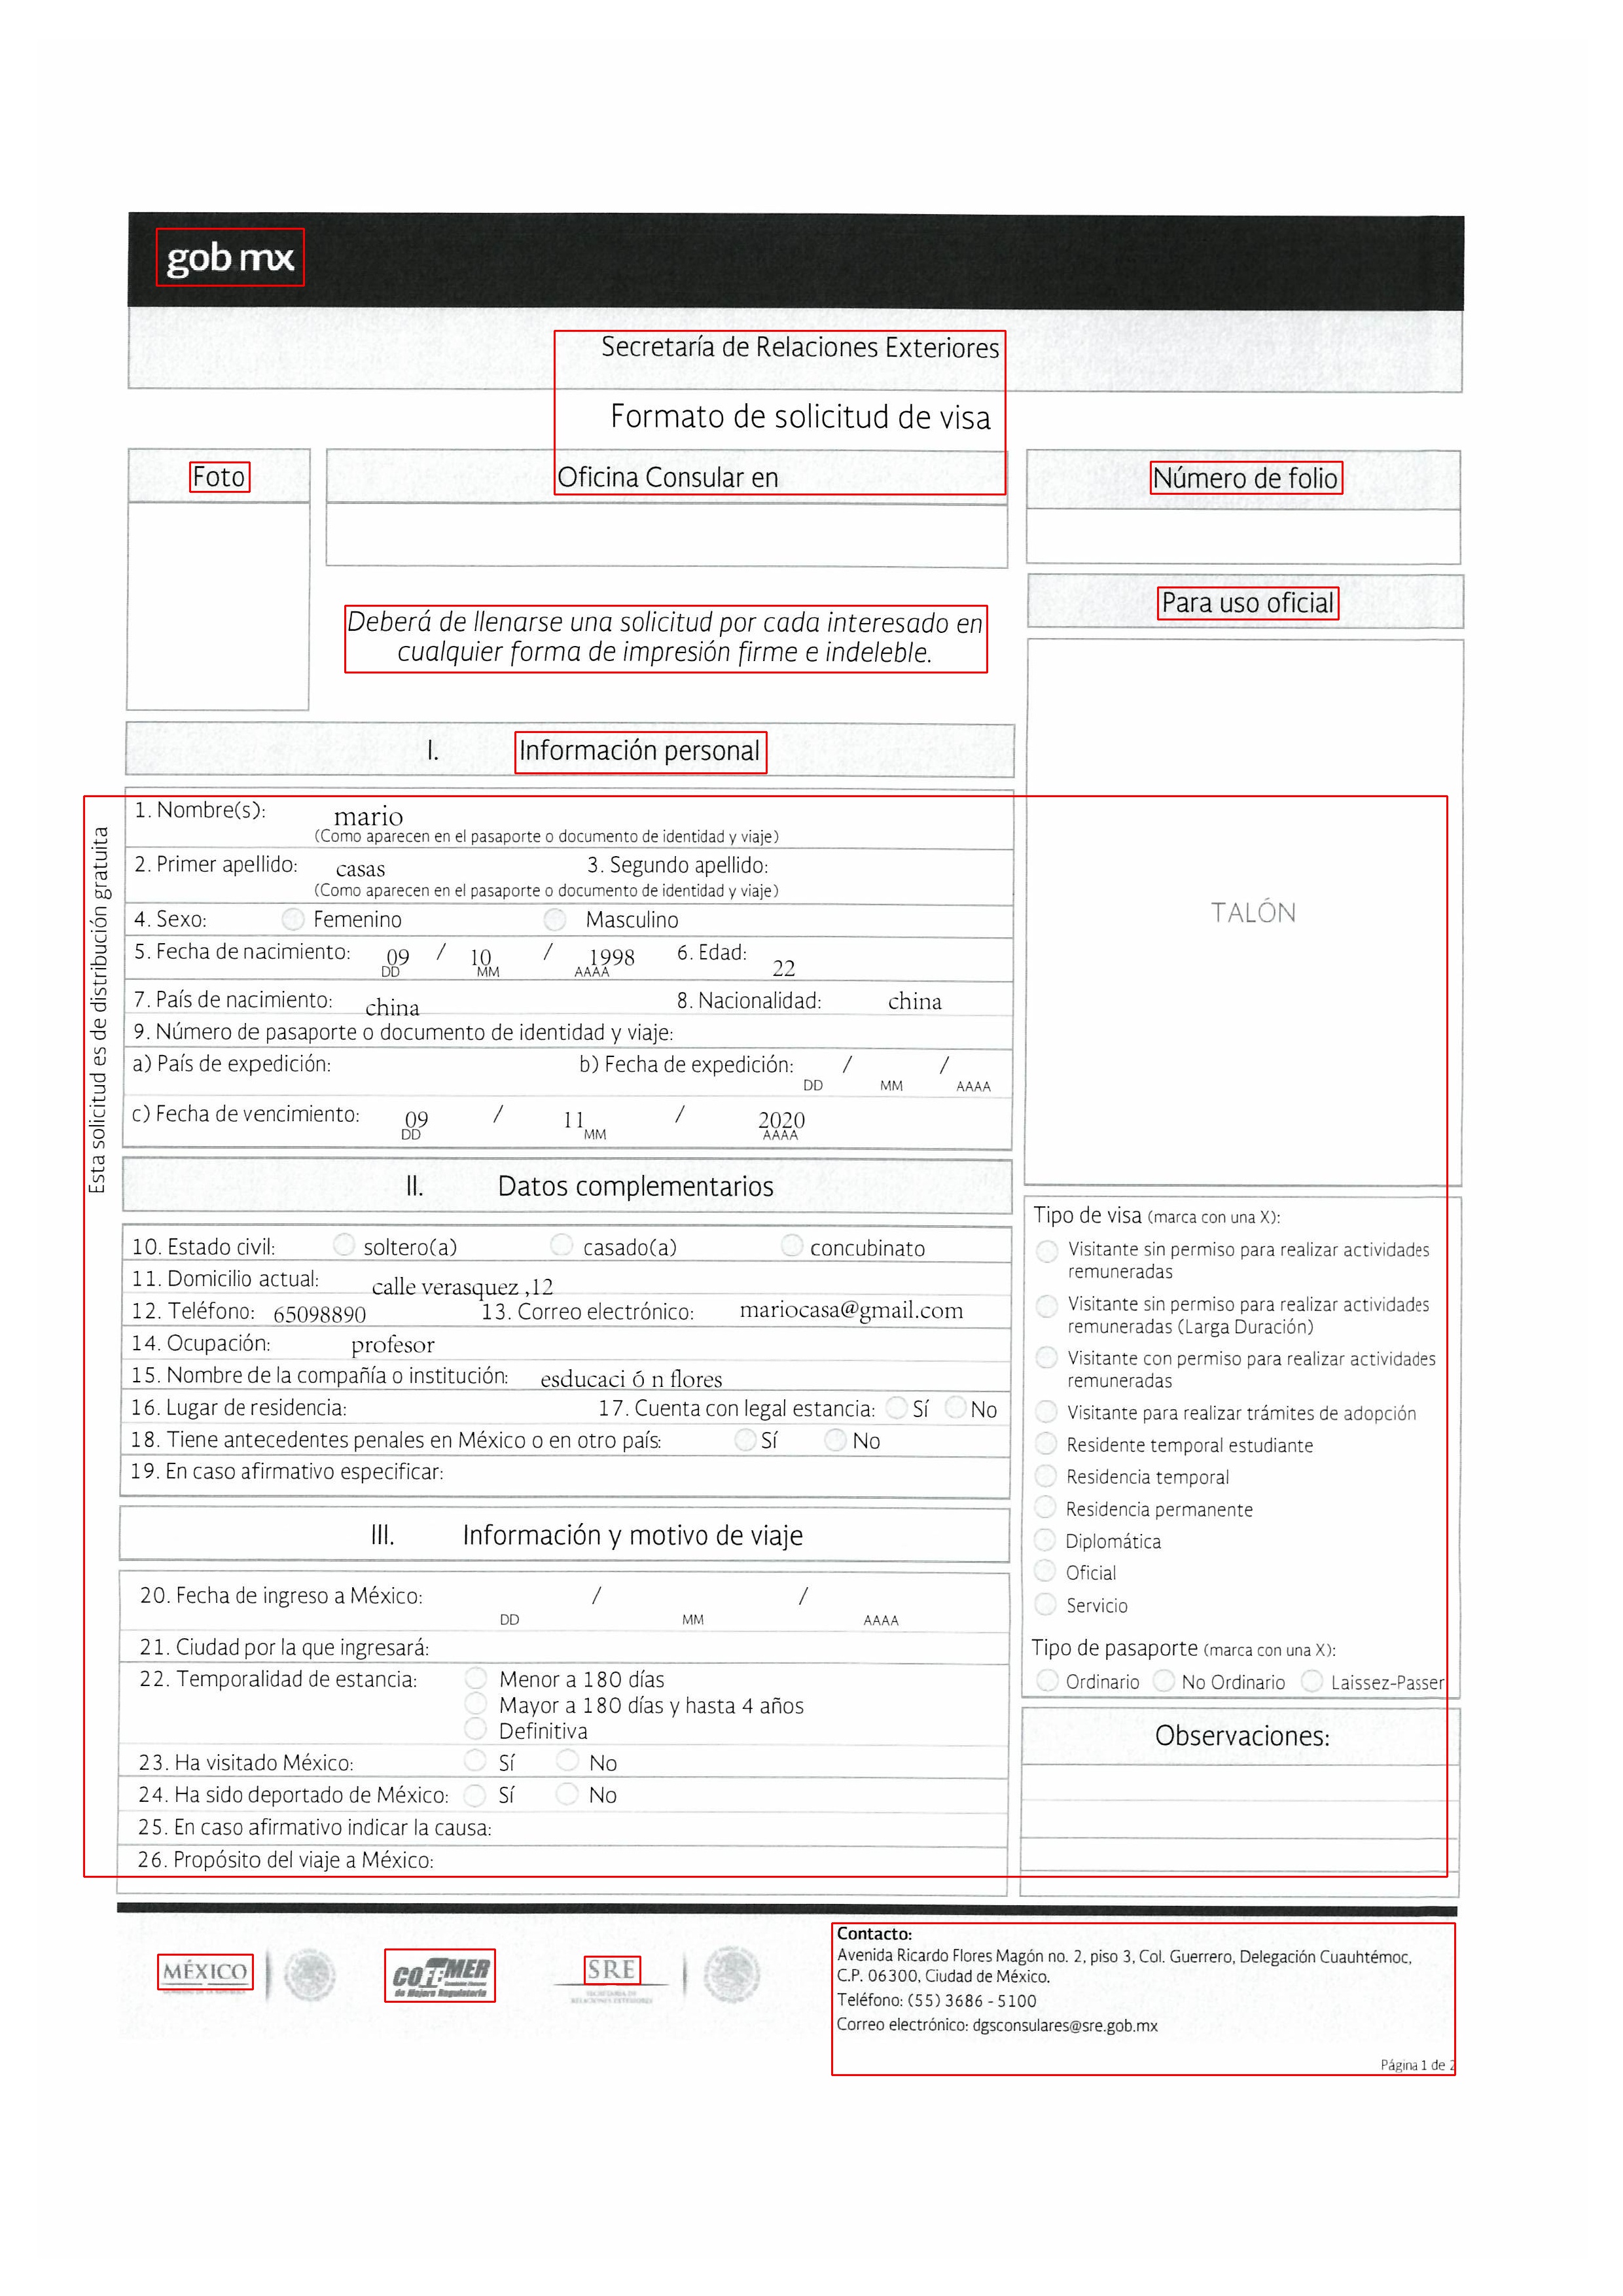 gob mx
Secretaría de Relaciones Exteriores
Formato de solicitud de visa
Foto
Oficina Consular en
Número de folio
Para uso oficial
Deberá de llenarse una solicitud por cada interesado en
cualquier forma de impresión firme e indeleble.
I. Información personal
Esta solicitud es de distribución gratuita
1. Nombre(s): mario
(Como aparecen en el pasaporte o documento de identidad y viaje)
2. Primer apellido: casas 3. Segundo apellido:
(Como aparecen en el pasaporte o documento de identidad y viaje)
4. Sexo: Femenino Masculino
5. Fecha de nacimiento: 09 / 10 / 1998 6. Edad: 22
DD MM AAAA
7. País de nacimiento: china 8. Nacionalidad: china
9. Número de pasaporte o documento de identidad y viaje:
a) País de expedición: b) Fecha de expedición: / /
DD MM AAAA
c) Fecha de vencimiento: 09 / 11 / 2020
DD MM AAAA
TALÓN
II. Datos complementarios
10. Estado civil: soltero(a) casado(a) concubinato
11. Domicilio actual: calle verasquez ,12
12. Teléfono: 65098890 13. Correo electrónico: mariocasa@gmail.com
14. Ocupación: profesor
15. Nombre de la compañía o institución: esducaci ó n flores
16. Lugar de residencia: 17. Cuenta con legal estancia: Sí No
18. Tiene antecedentes penales en México o en otro país: Sí No
19. En caso afirmativo especificar:
III. Información y motivo de viaje
20. Fecha de ingreso a México: / /
DD MM AAAA
21. Ciudad por la que ingresará:
22. Temporalidad de estancia: Menor a 180 días
Mayor a 180 días y hasta 4 años
Definitiva
23. Ha visitado México: Sí No
24. Ha sido deportado de México: Sí No
25. En caso afirmativo indicar la causa:
26. Propósito del viaje a México:
Tipo de visa (marca con una X):
Visitante sin permiso para realizar actividades
remuneradas
Visitante sin permiso para realizar actividades
remuneradas (Larga Duración)
Visitante con permiso para realizar actividades
remuneradas
Visitante para realizar trámites de adopción
Residente temporal estudiante
Residencia temporal
Residencia permanente
Diplomática
Oficial
Servicio
Tipo de pasaporte (marca con una X):
Ordinario No Ordinario Laissez-Passer
Observaciones:
MÉXICO
COFEMER
de Mejora Regulatoria
SRE
SECRETARÍA DE
RELACIONES EXTERIORES
Contacto:
Avenida Ricardo Flores Magón no. 2, piso 3, Col. Guerrero, Delegación Cuauhtémoc,
C.P. 06300, Ciudad de México.
Teléfono: (55) 3686 - 5100
Correo electrónico: dgsconsulares@sre.gob.mx
Página 1 de 2